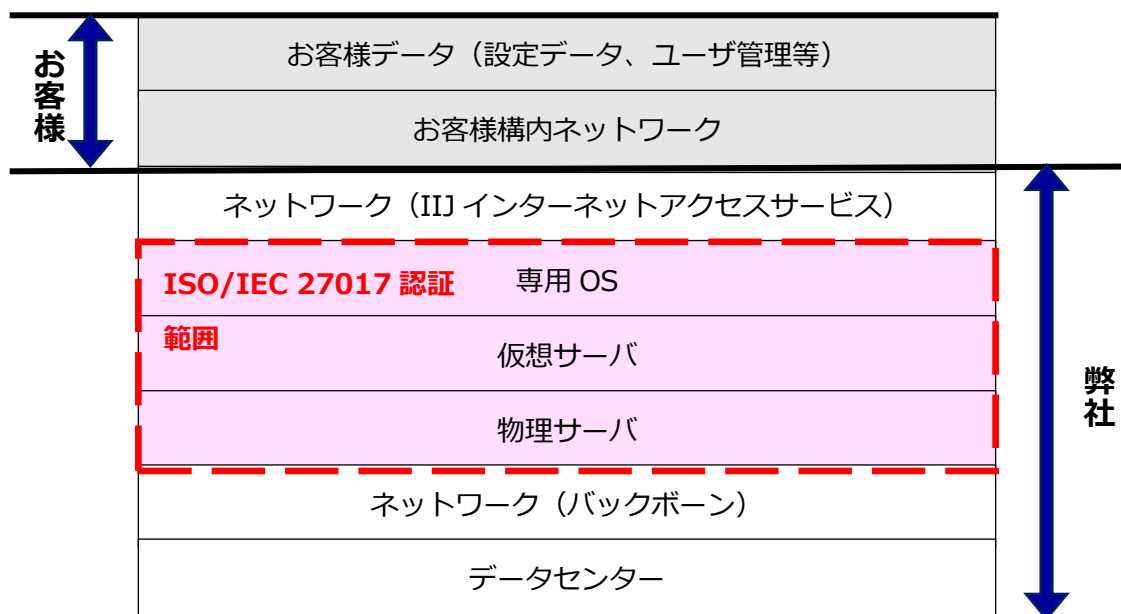 お客様
お客様データ（設定データ、ユーザ管理等）
お客様構内ネットワーク
ネットワーク（IIJ インターネットアクセスサービス）
ISO/IEC 27017 認証
範囲
専用 OS
仮想サーバ
物理サーバ
弊社
ネットワーク（バックボーン）
データセンター